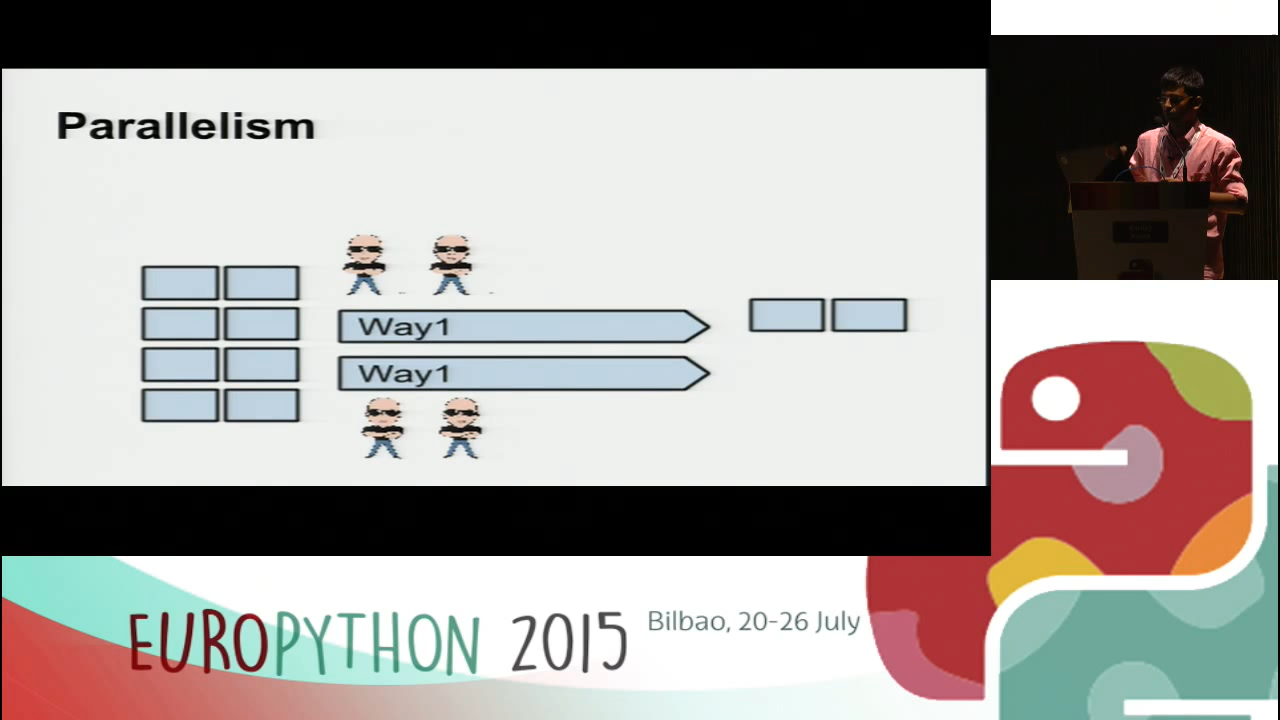 Parallelism
Way1
Way1
EUROPYTHON 2015
Bilbao, 20-26 July